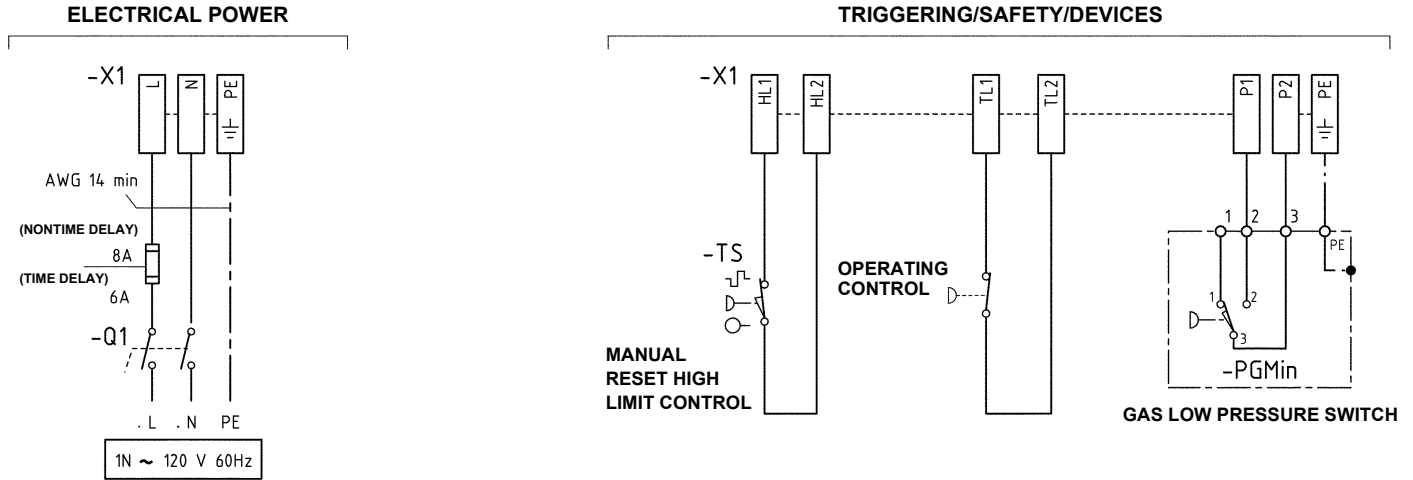 ELECTRICAL POWER
-X1
L
N
PE
AWG 14 min
(NONTIME DELAY)
8A
(TIME DELAY)
6A
-Q1
. L . N PE
1N ~ 120 V 60Hz
TRIGGERING/SAFETY/DEVICES
-X1
HL1
HL2
TL1
TL2
P1
P2
PE
-TS
MANUAL
RESET HIGH
LIMIT CONTROL
OPERATING
CONTROL
1 2 3
PE
1 2
3
-PGMin
GAS LOW PRESSURE SWITCH